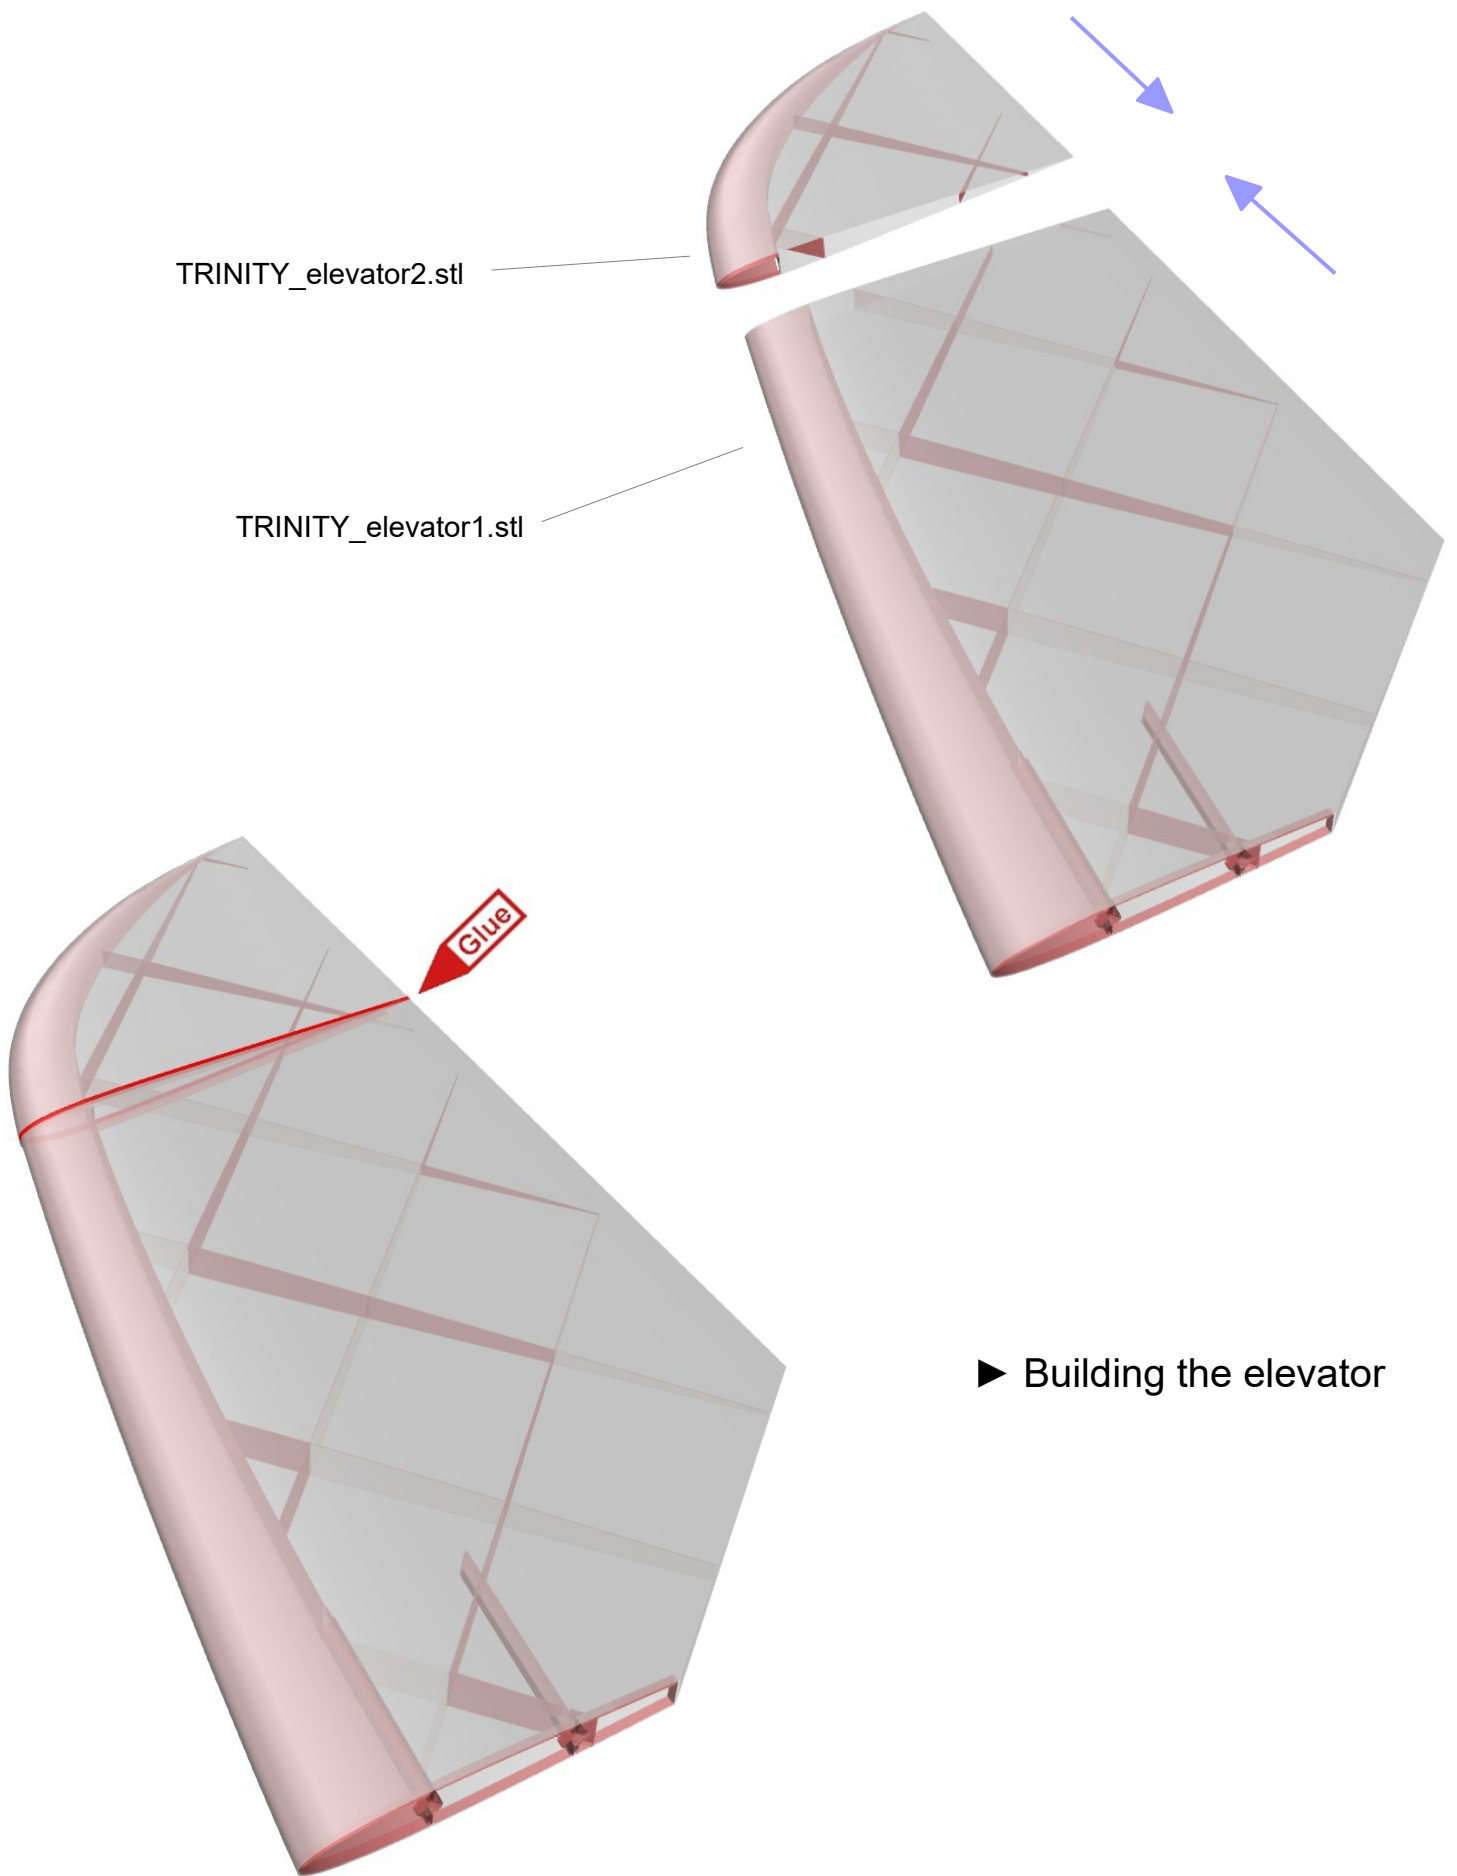 TRINITY_elevator2.stl
TRINITY_elevator1.stl
Glue
► Building the elevator